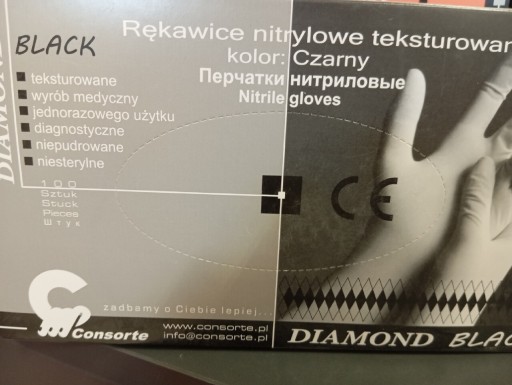 DIAMOND
BLACK
Rękawice nitrylowe teksturowan
kolor: Czarny
Перчатки нитриловые
Nitrile gloves
teksturowane
wyrób medyczny
jednorazowego użytku
diagnostyczne
niepudrowane
niesterylne
100
Sztuk
Stuck
Pieces
Штук
CE
zadbamy o Ciebie lepiej...
Consorte
www.consorte.pl
info@consorte.pl
DIAMOND BLAC